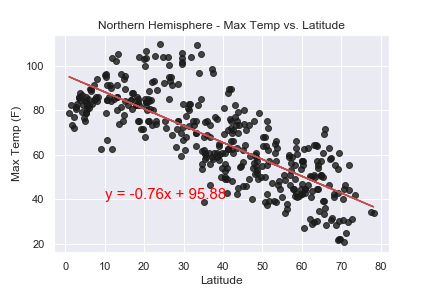 Northern Hemisphere - Max Temp vs. Latitude
Max Temp (F)
100
80
60
40
20
y = -0.76x + 95.88
0 10 20 30 40 50 60 70 80
Latitude